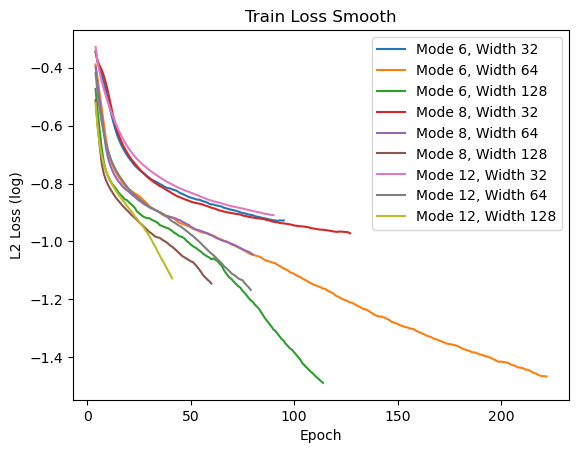 Train Loss Smooth
L2 Loss (log)
−0.4
−0.6
−0.8
−1.0
−1.2
−1.4
Mode 6, Width 32
Mode 6, Width 64
Mode 6, Width 128
Mode 8, Width 32
Mode 8, Width 64
Mode 8, Width 128
Mode 12, Width 32
Mode 12, Width 64
Mode 12, Width 128
0 50 100 150 200
Epoch